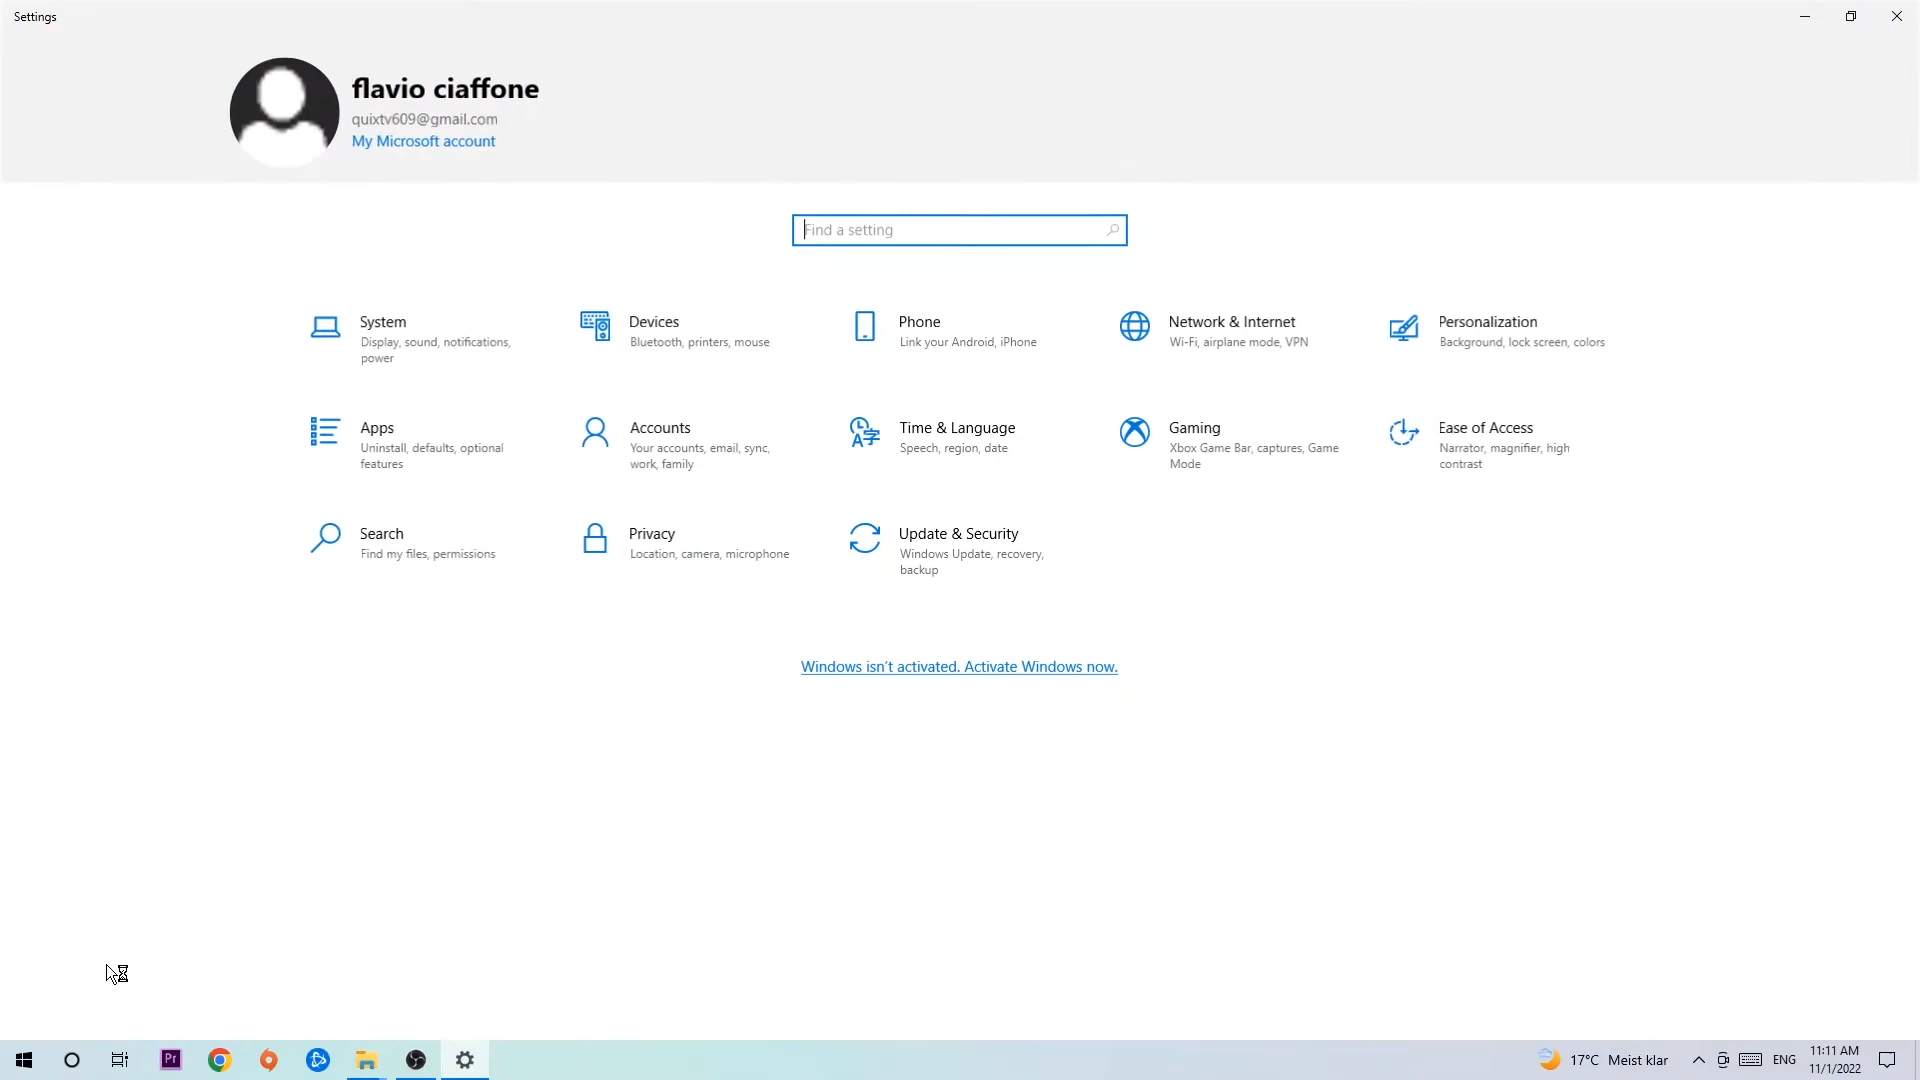 Settings
flavio ciaffone
quixtv609@gmail.com
My Microsoft account
Find a setting
System
Display, sound, notifications,
power
Devices
Bluetooth, printers, mouse
Phone
Link your Android, iPhone
Network & Internet
Wi-Fi, airplane mode, VPN
Personalization
Background, lock screen, colors
Apps
Uninstall, defaults, optional
features
Accounts
Your accounts, email, sync,
work, family
Time & Language
Speech, region, date
Gaming
Xbox Game Bar, captures, Game
Mode
Ease of Access
Narrator, magnifier, high
contrast
Search
Find my files, permissions
Privacy
Location, camera, microphone
Update & Security
Windows Update, recovery,
backup
Windows isn't activated. Activate Windows now.
Pr
17°C Meist klar
ENG
11:11 AM
11/1/2022